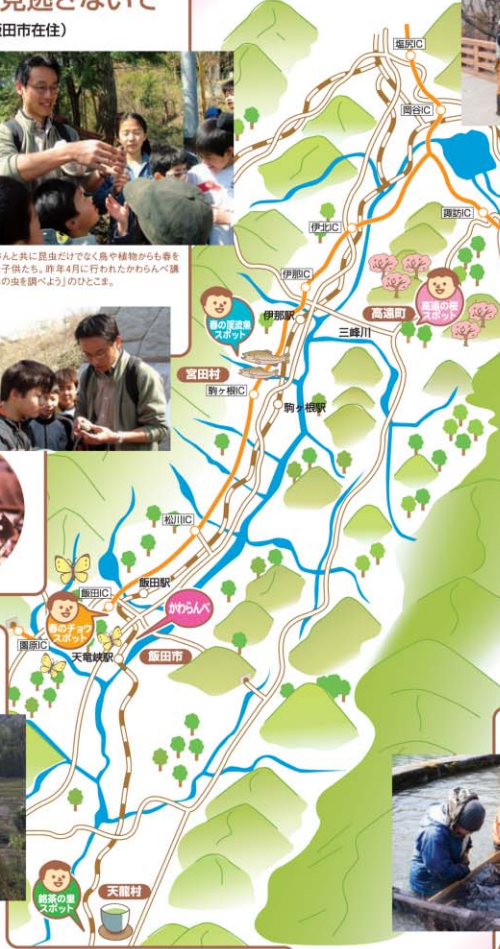 見逃さないで
飯田市在住）
さんと共に昆虫だけでなく鳥や植物からも春を
子供たち。昨年4月に行われたかわらんべ講
の虫を調べよう」のひとこま。
塩尻IC
岡谷IC
諏訪IC
伊北IC
伊那IC
高遠町
高遠の桜
スポット
春の渓流魚
スポット
伊那駅
三峰川
宮田村
駒ヶ根IC
駒ヶ根駅
松川IC
飯田駅
飯田IC
かわらんべ
春のチョウ
スポット
園原IC
天竜峡駅
飯田市
銘茶の里
スポット
天龍村